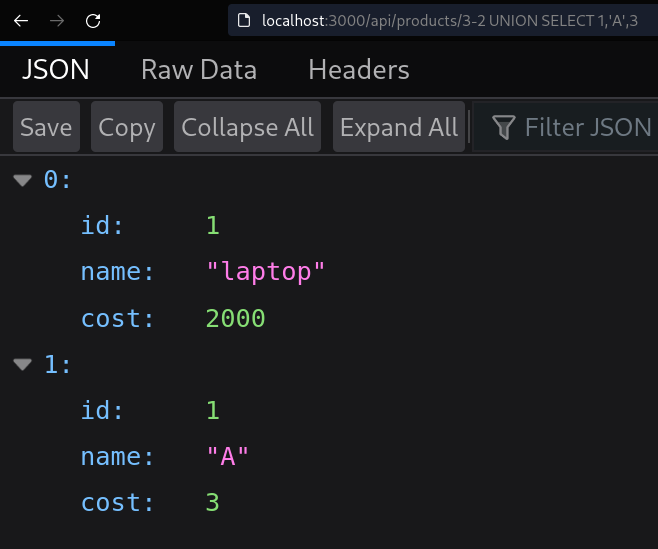 localhost:3000/api/products/3-2 UNION SELECT 1,'A',3
JSON Raw Data Headers
Save Copy Collapse All Expand All Filter JSON
0:
id: 1
name: "laptop"
cost: 2000
1:
id: 1
name: "A"
cost: 3